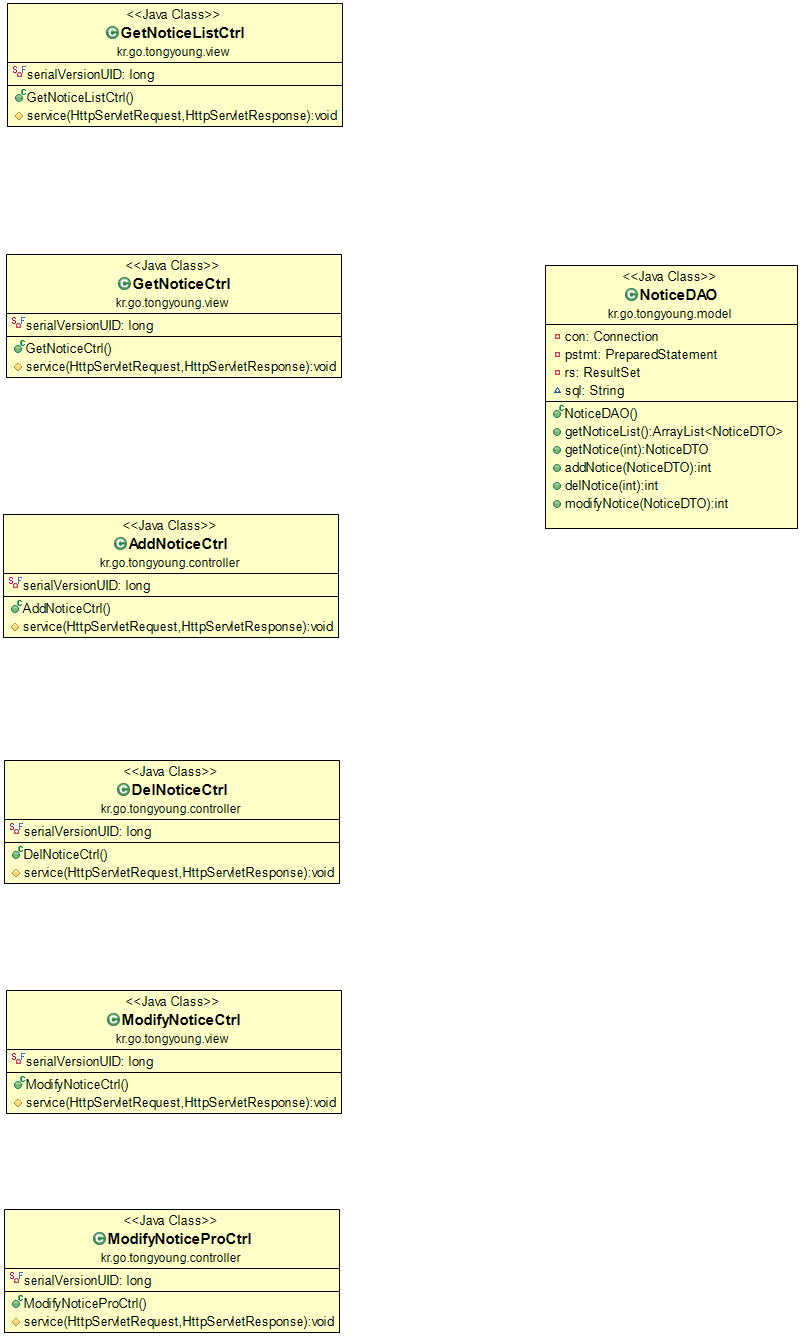 <<Java Class>>
GetNoticeListCtrl
kr.go.tongyoung.view
serialVersionUID: long
GetNoticeListCtrl()
service(HttpServletRequest,HttpServletResponse):void
<<Java Class>>
GetNoticeCtrl
kr.go.tongyoung.view
serialVersionUID: long
GetNoticeCtrl()
service(HttpServletRequest,HttpServletResponse):void
<<Java Class>>
NoticeDAO
kr.go.tongyoung.model
con: Connection
pstmt: PreparedStatement
rs: ResultSet
sql: String
NoticeDAO()
getNoticeList():ArrayList<NoticeDTO>
getNotice(int):NoticeDTO
addNotice(NoticeDTO):int
delNotice(int):int
modifyNotice(NoticeDTO):int
<<Java Class>>
AddNoticeCtrl
kr.go.tongyoung.controller
serialVersionUID: long
AddNoticeCtrl()
service(HttpServletRequest,HttpServletResponse):void
<<Java Class>>
DelNoticeCtrl
kr.go.tongyoung.controller
serialVersionUID: long
DelNoticeCtrl()
service(HttpServletRequest,HttpServletResponse):void
<<Java Class>>
ModifyNoticeCtrl
kr.go.tongyoung.view
serialVersionUID: long
ModifyNoticeCtrl()
service(HttpServletRequest,HttpServletResponse):void
<<Java Class>>
ModifyNoticeProCtrl
kr.go.tongyoung.controller
serialVersionUID: long
ModifyNoticeProCtrl()
service(HttpServletRequest,HttpServletResponse):void